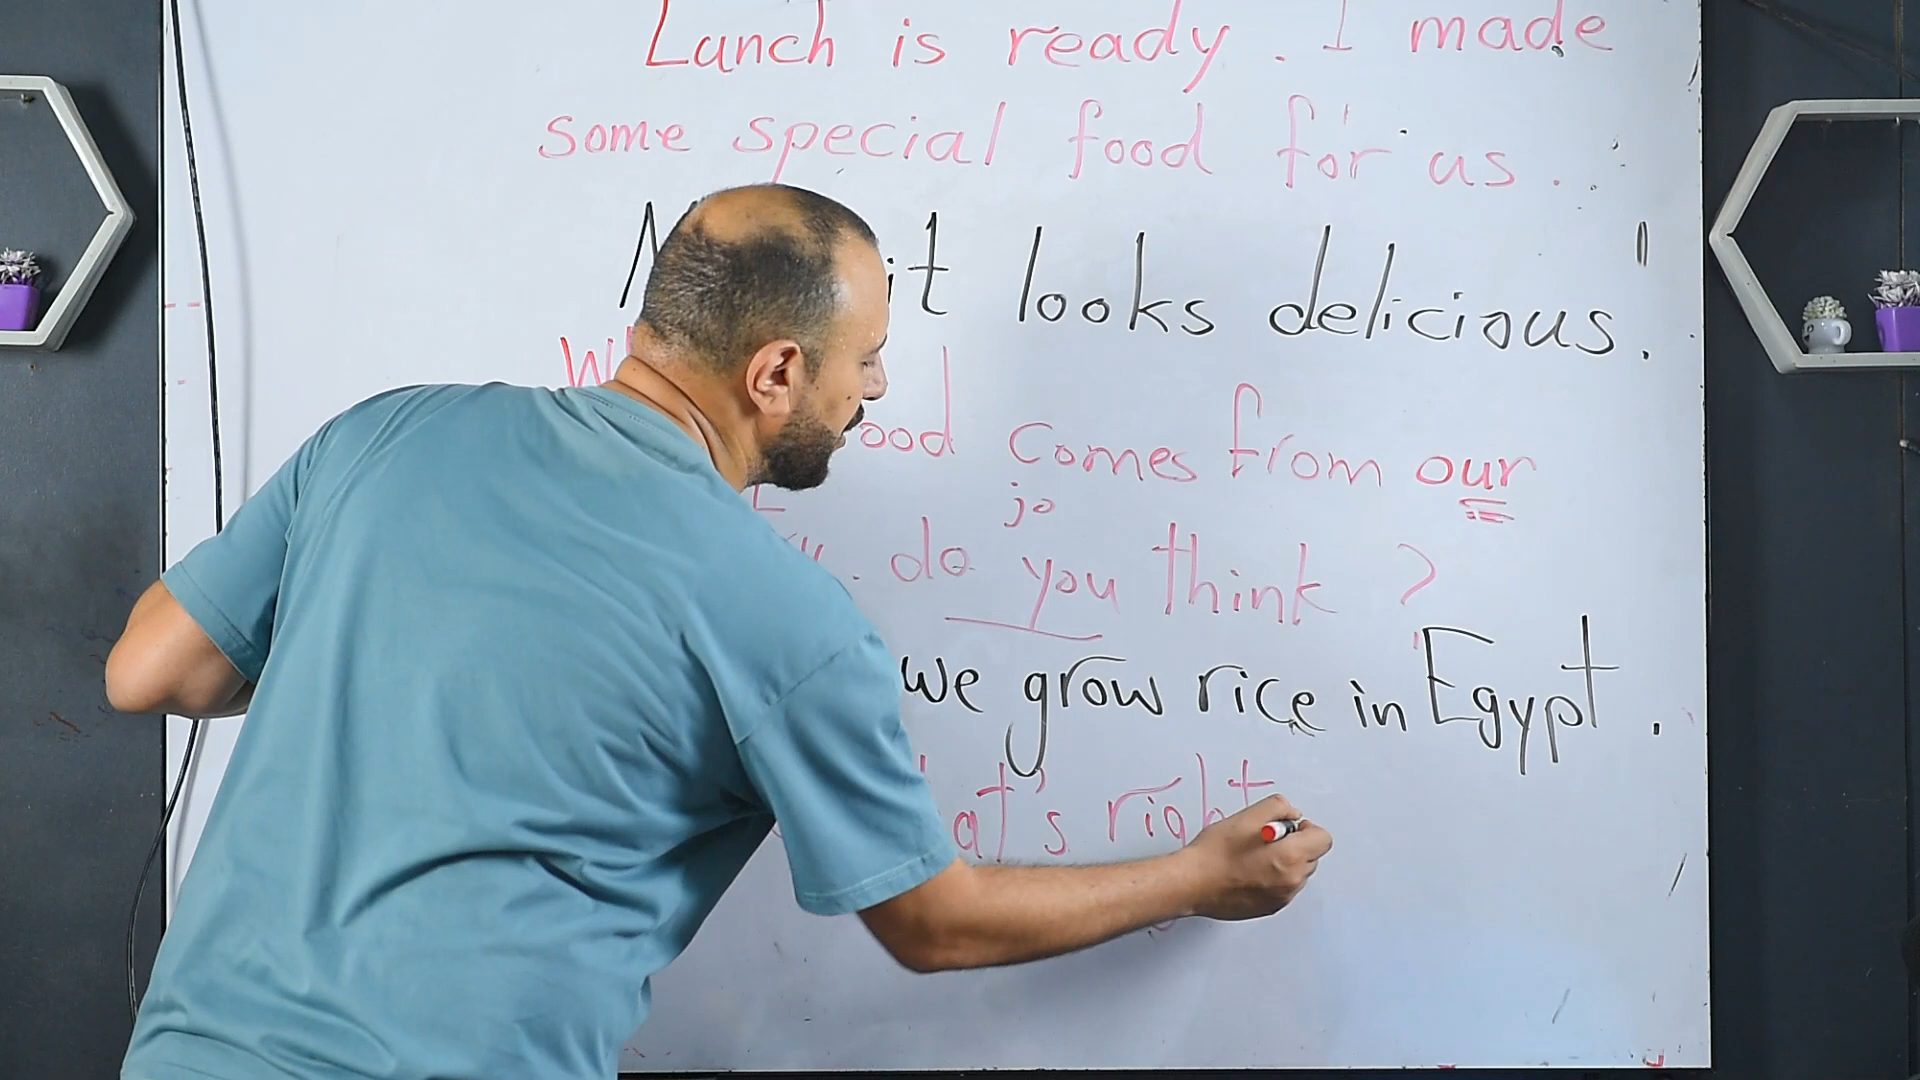 Lunch is ready. I made
some special food for us.
it looks delicious!
ood comes from our
jo
do you think?
we grow rice in Egypt.
at's right